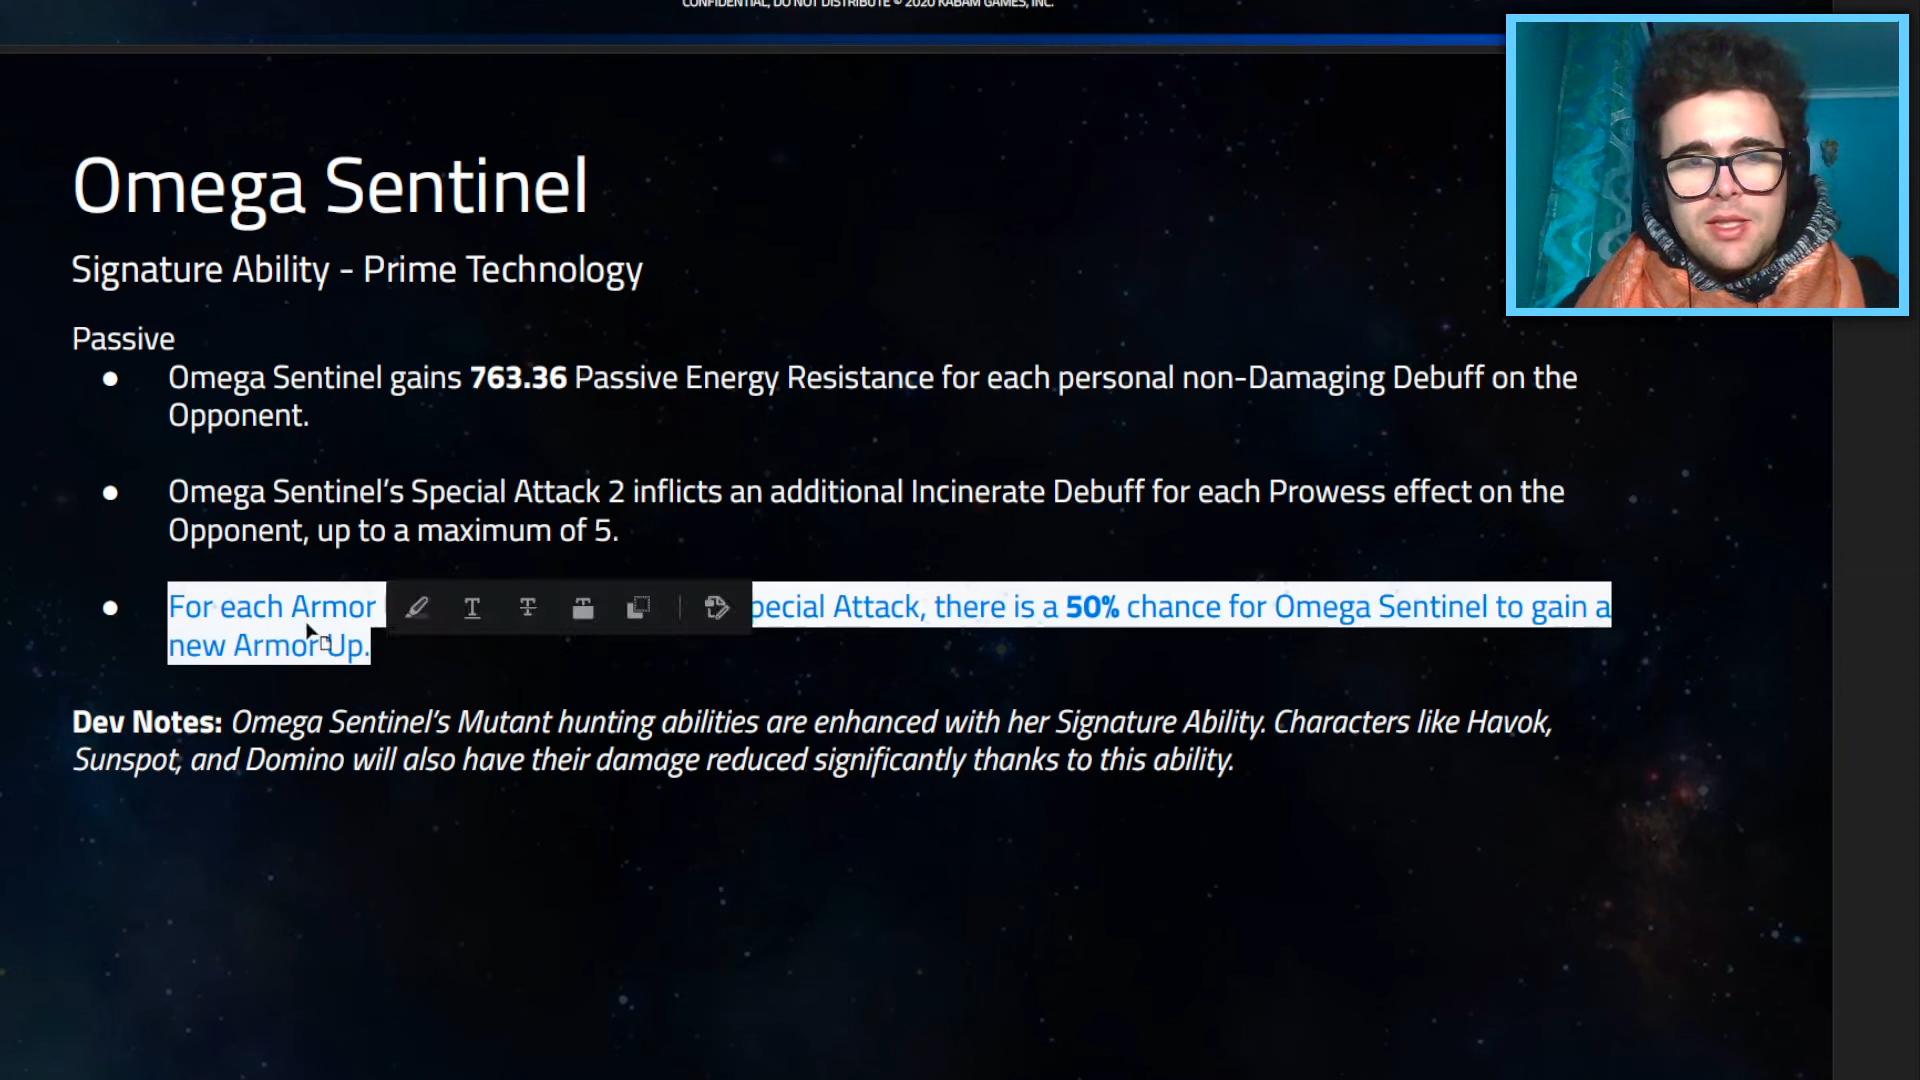 CONFIDENTIAL, DO NOT DISTRIBUTE © 2020 KABAM GAMES, INC.
Omega Sentinel
Signature Ability - Prime Technology
Passive
● Omega Sentinel gains 763.36 Passive Energy Resistance for each personal non-Damaging Debuff on the
Opponent.
● Omega Sentinel's Special Attack 2 inflicts an additional Incinerate Debuff for each Prowess effect on the
Opponent, up to a maximum of 5.
● For each Armor pecial Attack, there is a 50% chance for Omega Sentinel to gain a
new Armor Up.
Dev Notes: Omega Sentinel's Mutant hunting abilities are enhanced with her Signature Ability. Characters like Havok,
Sunspot, and Domino will also have their damage reduced significantly thanks to this ability.